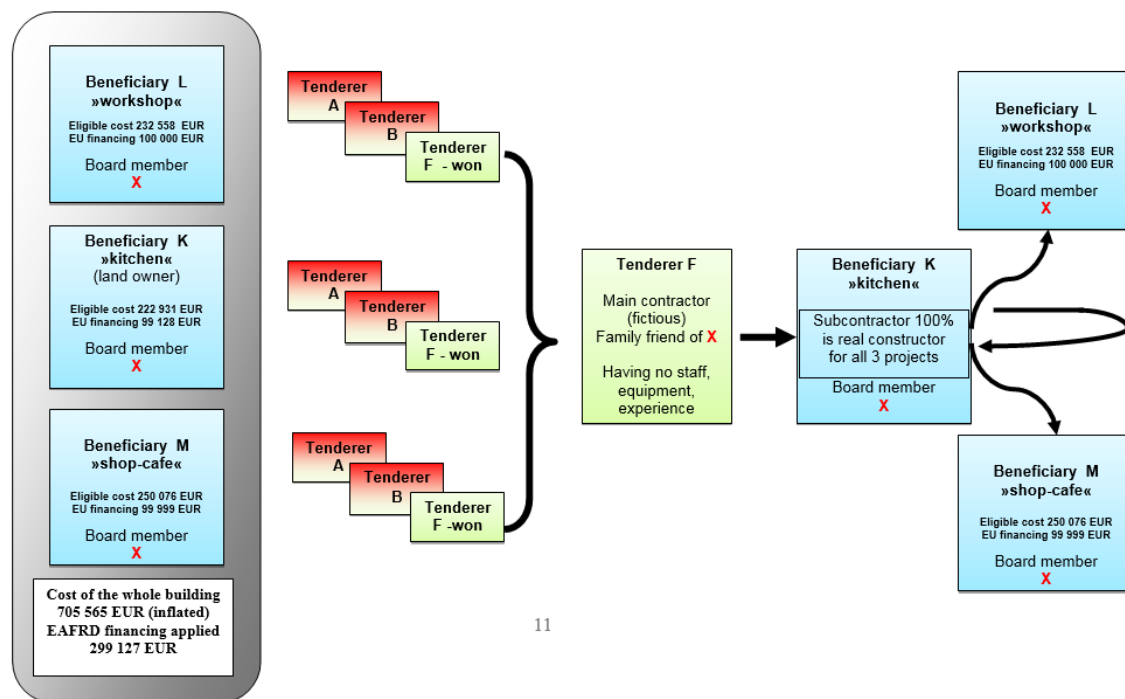 Beneficiary L
»workshop«
Eligible cost 232 558 EUR
EU financing 100 000 EUR
Board member
X
Beneficiary K
»kitchen«
(land owner)
Eligible cost 222 931 EUR
EU financing 99 128 EUR
Board member
X
Beneficiary M
»shop-cafe«
Eligible cost 250 076 EUR
EU financing 99 999 EUR
Board member
X
Cost of the whole building
705 565 EUR (inflated)
EAFRD financing applied
299 127 EUR
Tenderer
A
Tenderer
B
Tenderer
F - won
Tenderer
A
Tenderer
B
Tenderer
F - won
Tenderer
A
Tenderer
B
Tenderer
F -won
Tenderer F
Main contractor
(fictious)
Family friend of X
Having no staff,
equipment,
experience
Beneficiary K
»kitchen«
Subcontractor 100%
is real constructor
for all 3 projects
Board member
X
Beneficiary L
»workshop«
Eligible cost 232 558 EUR
EU financing 100 000 EUR
Board member
X
Beneficiary M
»shop-cafe«
Eligible cost 250 076 EUR
EU financing 99 999 EUR
Board member
X
11